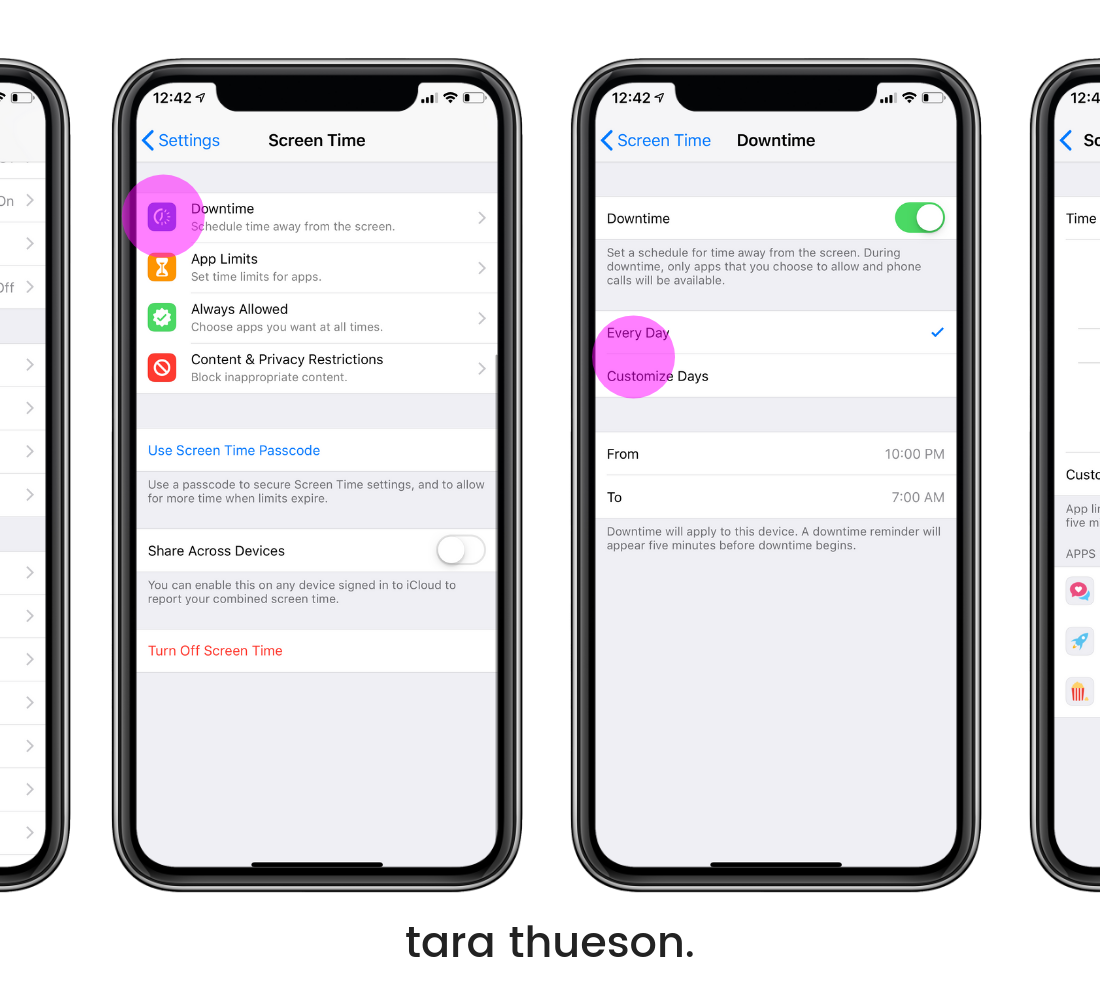 On
Off
12:42
Settings
Screen Time
Downtime
Schedule time away from the screen.
App Limits
Set time limits for apps.
Always Allowed
Choose apps you want at all times.
Content & Privacy Restrictions
Block inappropriate content.
Use Screen Time Passcode
Use a passcode to secure Screen Time settings, and to allow
for more time when limits expire.
Share Across Devices
You can enable this on any device signed in to iCloud to
report your combined screen time.
Turn Off Screen Time
12:42
Screen Time
Downtime
Downtime
Set a schedule for time away from the screen. During
downtime, only apps that you choose to allow and phone
calls will be available.
Every Day
Customize Days
From
10:00 PM
To
7:00 AM
Downtime will apply to this device. A downtime reminder will
appear five minutes before downtime begins.
12:4
Sc
Time
Custo
App li
five m
APPS
tara thueson.